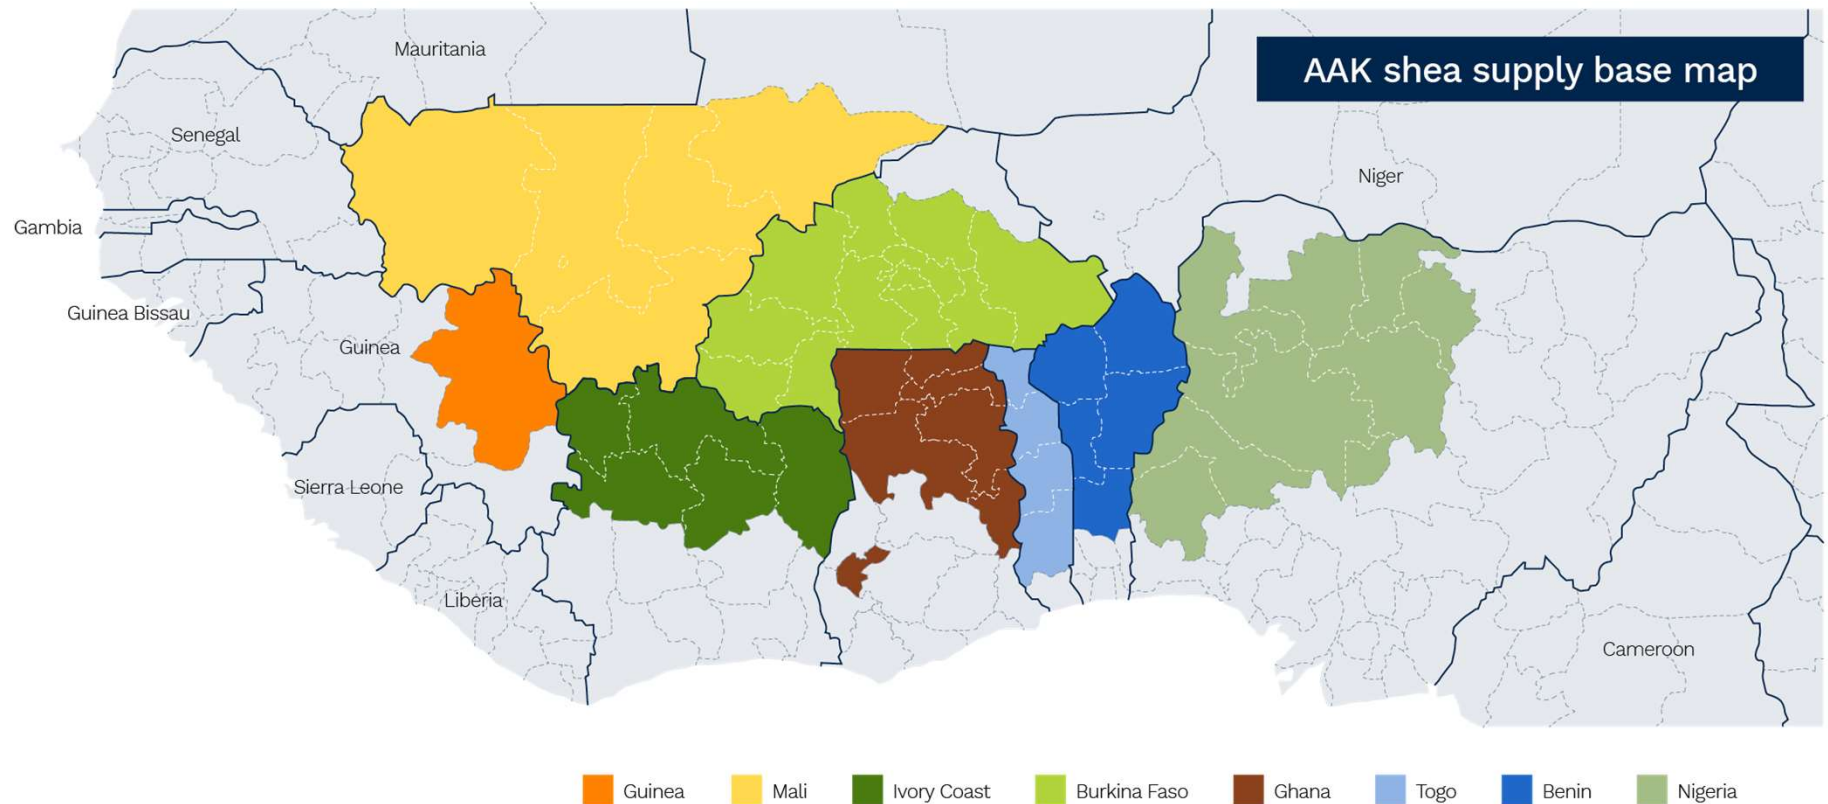 AAK shea supply base map
Mauritania
Senegal
Niger
Gambia
Guinea Bissau
Guinea
Sierra Leone
Liberia
Cameroon
Guinea
Mali
Ivory Coast
Burkina Faso
Ghana
Togo
Benin
Nigeria